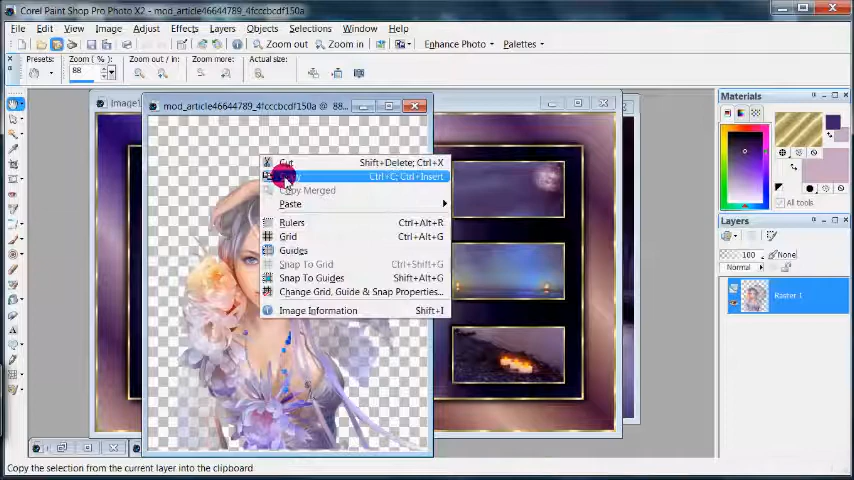 Corel Paint Shop Pro Photo X2 - mod_article46644789_4fcccbcdf150a
File Edit View Image Adjust Effects Layers Objects Selections Window Help
Zoom out Zoom in Enhance Photo Palettes
Presets: Zoom ( % ): Zoom out / in: Zoom more: Actual size:
88
Image1
mod_article46644789_4fcccbcdf150a @ 88...
Cut Shift+Delete; Ctrl+X
Ctrl+C; Ctrl+Insert
Copy Merged
Paste
Rulers Ctrl+Alt+R
Grid Ctrl+Alt+G
Guides
Snap To Grid Ctrl+Shift+G
Snap To Guides Shift+Alt+G
Change Grid, Guide & Snap Properties...
Image Information Shift+I
Materials
All tools
Layers
100 None
Normal
Raster 1
Copy the selection from the current layer into the clipboard